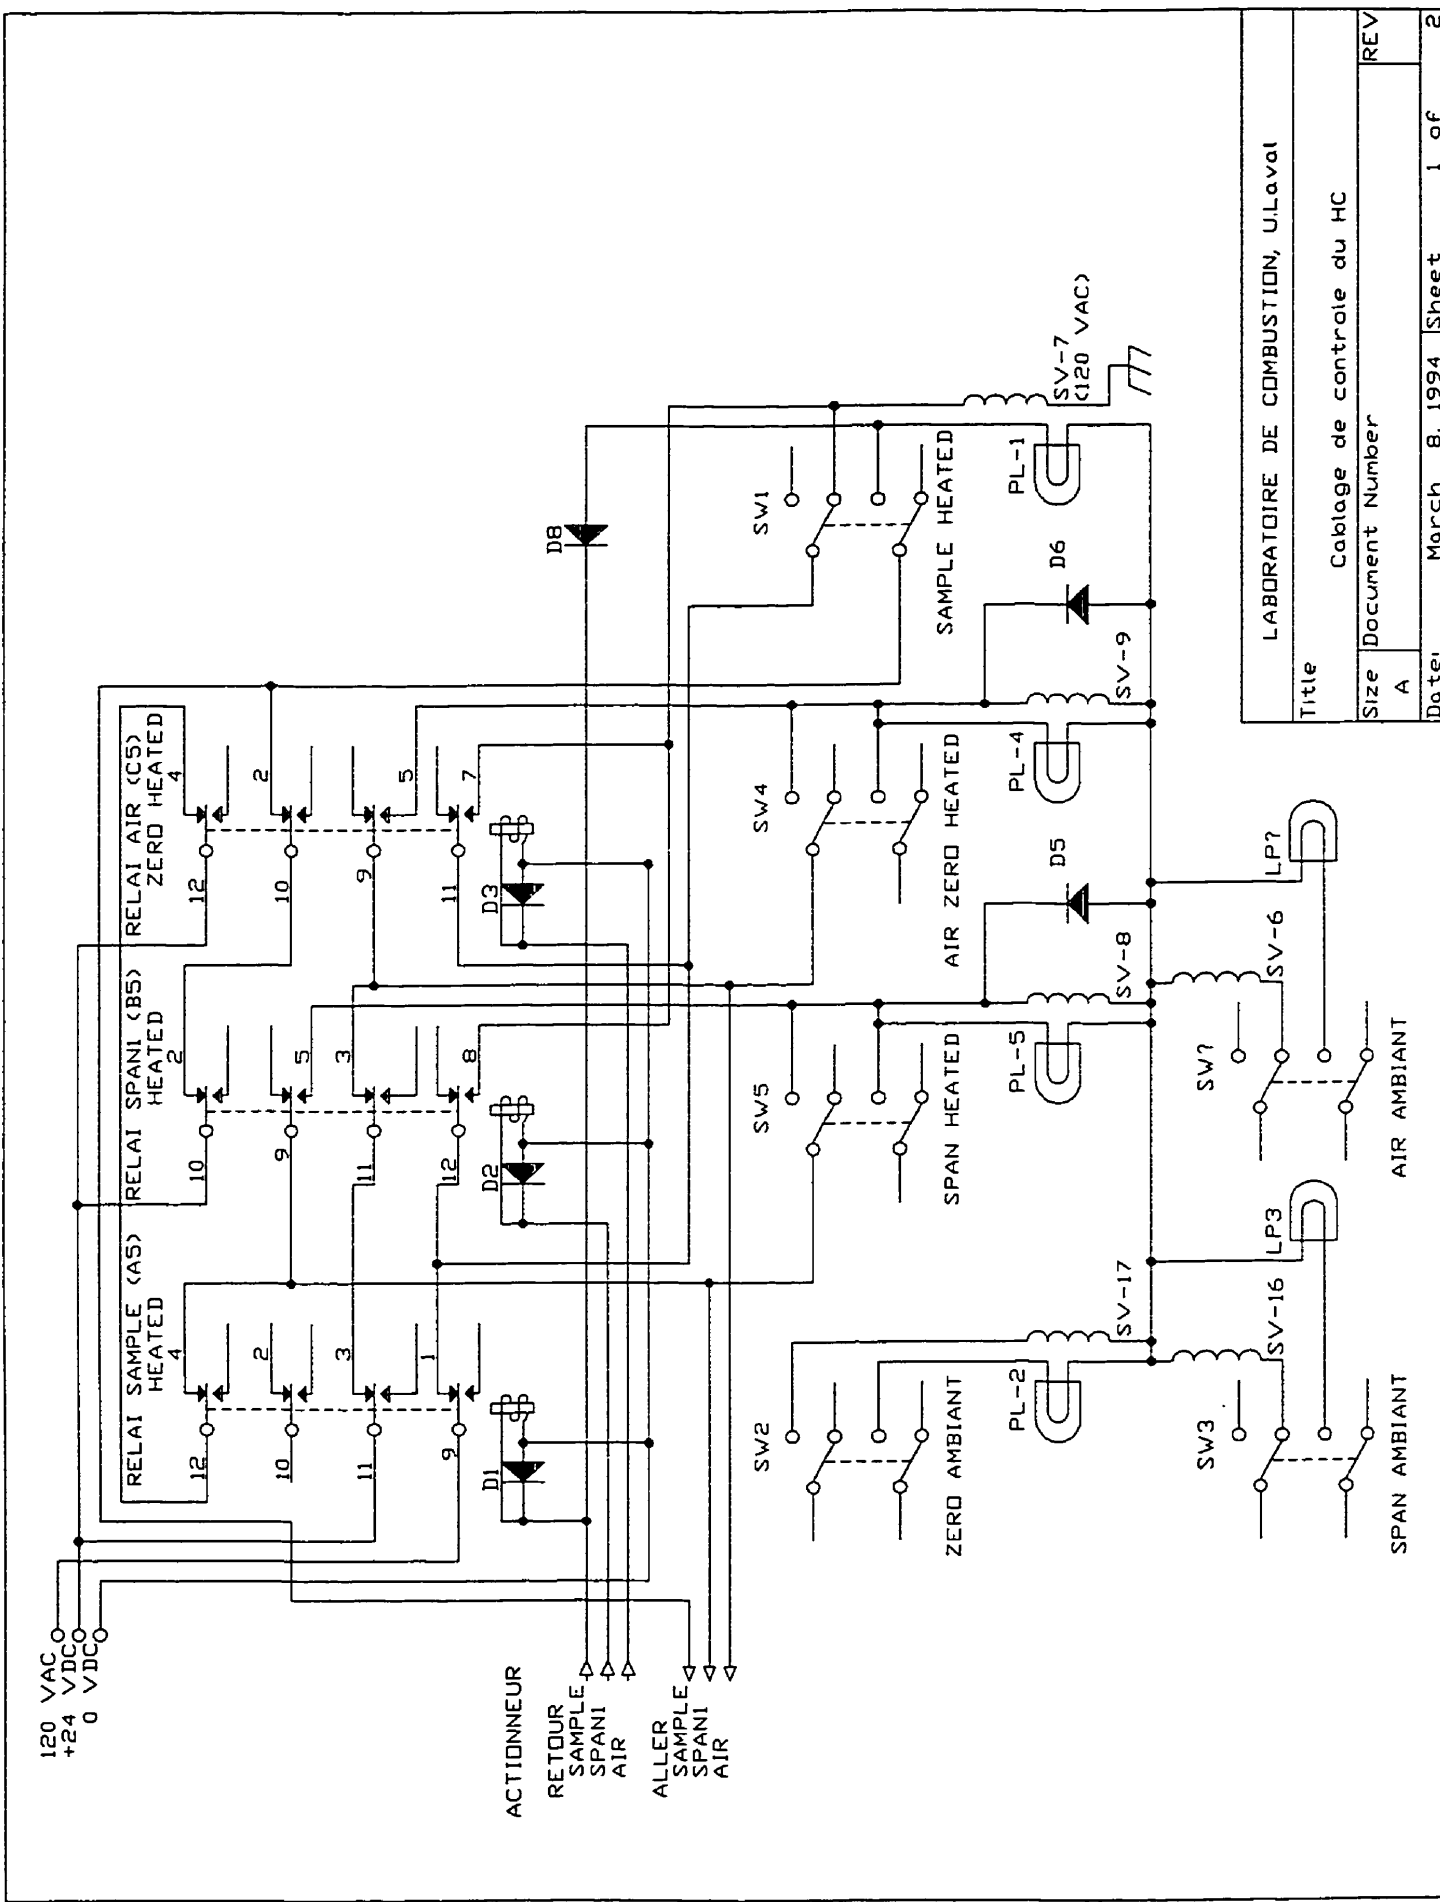 120 VAC
+24 VDC
0 VDC
RELAI SAMPLE (A5)
HEATED
RELAI SPAN1 (B5)
HEATED
RELAI AIR (C5)
ZERO HEATED
4
12
2
10
3
11
1
9
2
10
5
9
3
11
8
12
4
12
2
10
5
9
7
11
D1
D2
D3
D8
ACTIONNEUR
RETOUR
SAMPLE
SPAN1
AIR
ALLER
SAMPLE
SPAN1
AIR
SW2
ZERO AMBIANT
PL-2
SV-17
SW5
SPAN HEATED
PL-5
SV-8
D5
SW4
AIR ZERO HEATED
PL-4
SV-9
D6
SW1
SAMPLE HEATED
PL-1
SV-7
(120 VAC)
SW3
SV-16
LP3
SPAN AMBIANT
SW?
SV-6
LP?
AIR AMBIANT
LABORATOIRE DE COMBUSTION, U.Laval
Title
Cablage de controle du HC
Size Document Number REV
A
Date: March 8, 1994 Sheet 1 of 2